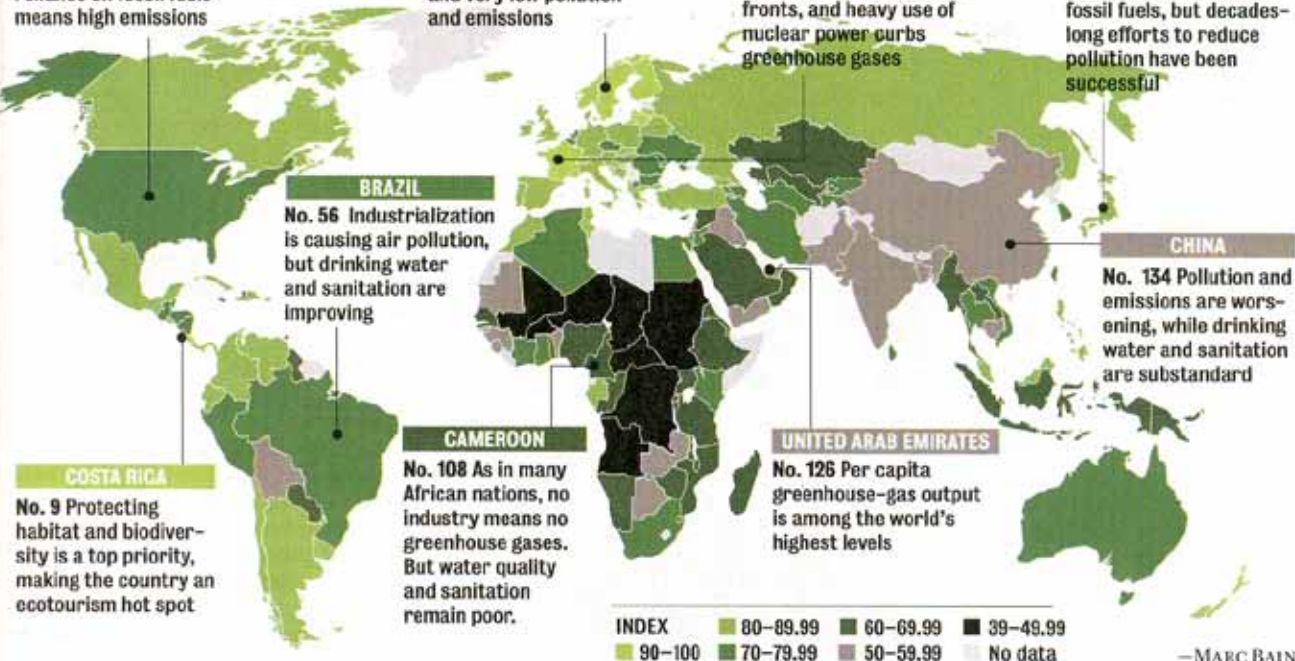 means high emissions
and emissions
fronts, and heavy use of
nuclear power curbs
greenhouse gases
fossil fuels, but decades-
long efforts to reduce
pollution have been
successful
BRAZIL
No. 56 Industrialization
is causing air pollution,
but drinking water
and sanitation are
improving
CHINA
No. 134 Pollution and
emissions are wors-
ening, while drinking
water and sanitation
are substandard
COSTA RICA
No. 9 Protecting
habitat and biodiver-
sity is a top priority,
making the country an
ecotourism hot spot
CAMEROON
No. 108 As in many
African nations, no
industry means no
greenhouse gases.
But water quality
and sanitation
remain poor.
UNITED ARAB EMIRATES
No. 126 Per capita
greenhouse-gas output
is among the world's
highest levels
INDEX
90–100
80–89.99
70–79.99
60–69.99
50–59.99
39–49.99
No data
—MARC BAIN